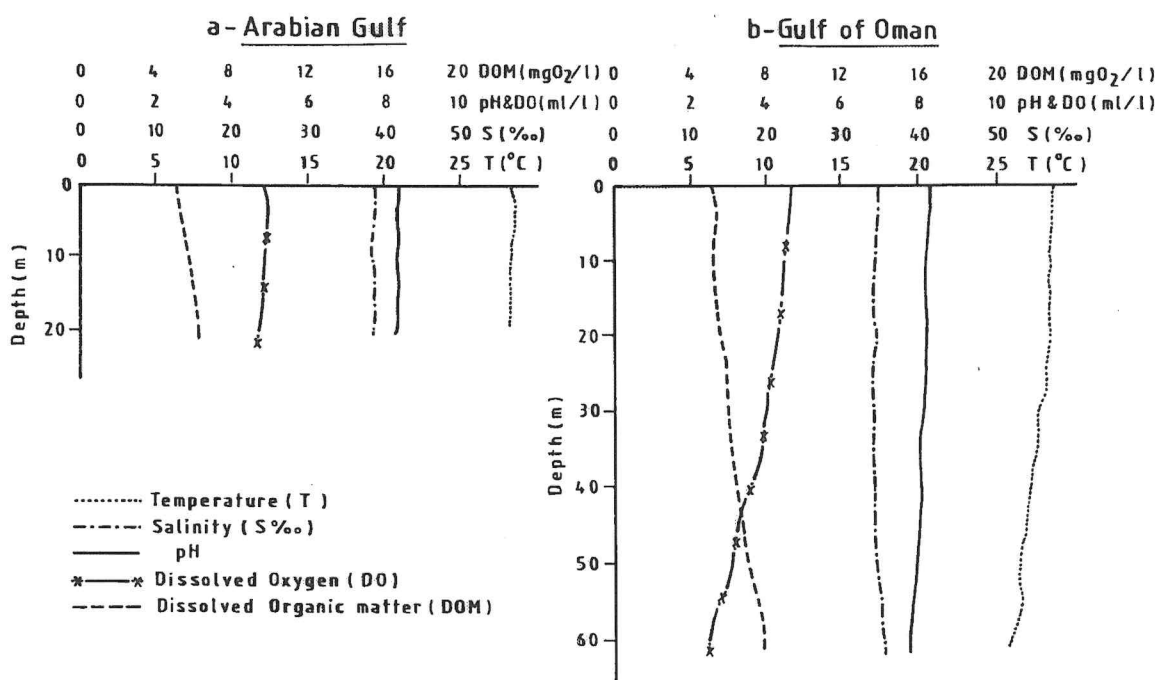 a- Arabian Gulf
0 4 8 12 16 20 DOM(mgO₂/l)
0 2 4 6 8 10 pH&DO(ml/l)
0 10 20 30 40 50 S (‰)
0 5 10 15 20 25 T (°C)
0
10
20
Depth (m)
Temperature ( T )
Salinity ( S‰)
pH
Dissolved Oxygen ( DO )
Dissolved Organic matter ( DOM )
b- Gulf of Oman
0 4 8 12 16 20 DOM (mgO₂/l)
0 2 4 6 8 10 pH & DO (ml/l)
0 10 20 30 40 50 S (‰)
0 5 10 15 20 25 T (°C)
0
10
20
30
40
50
60
Depth (m)